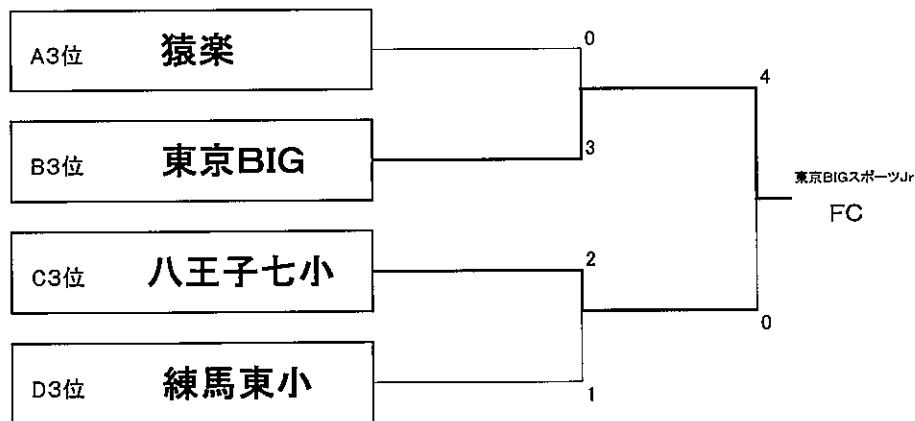 A3位 猿楽
0
4
B3位 東京BIG
3
東京BIGスポーツJr
FC
C3位 八王子七小
2
0
D3位 練馬東小
1